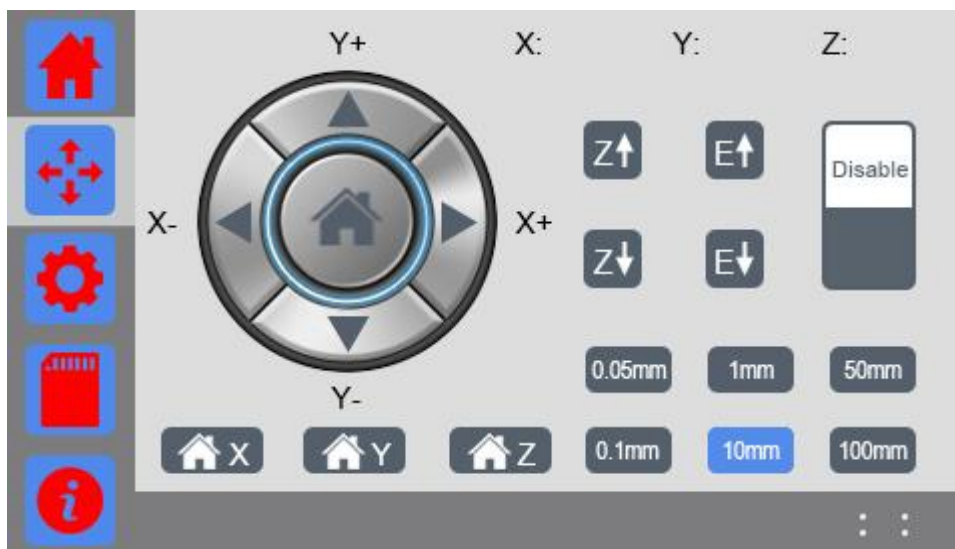 Y+ X: Y: Z:
Z E Disable
X- X+
Z E
0.05mm 1mm 50mm
Y-
X Y Z 0.1mm 10mm 100mm
i
: :